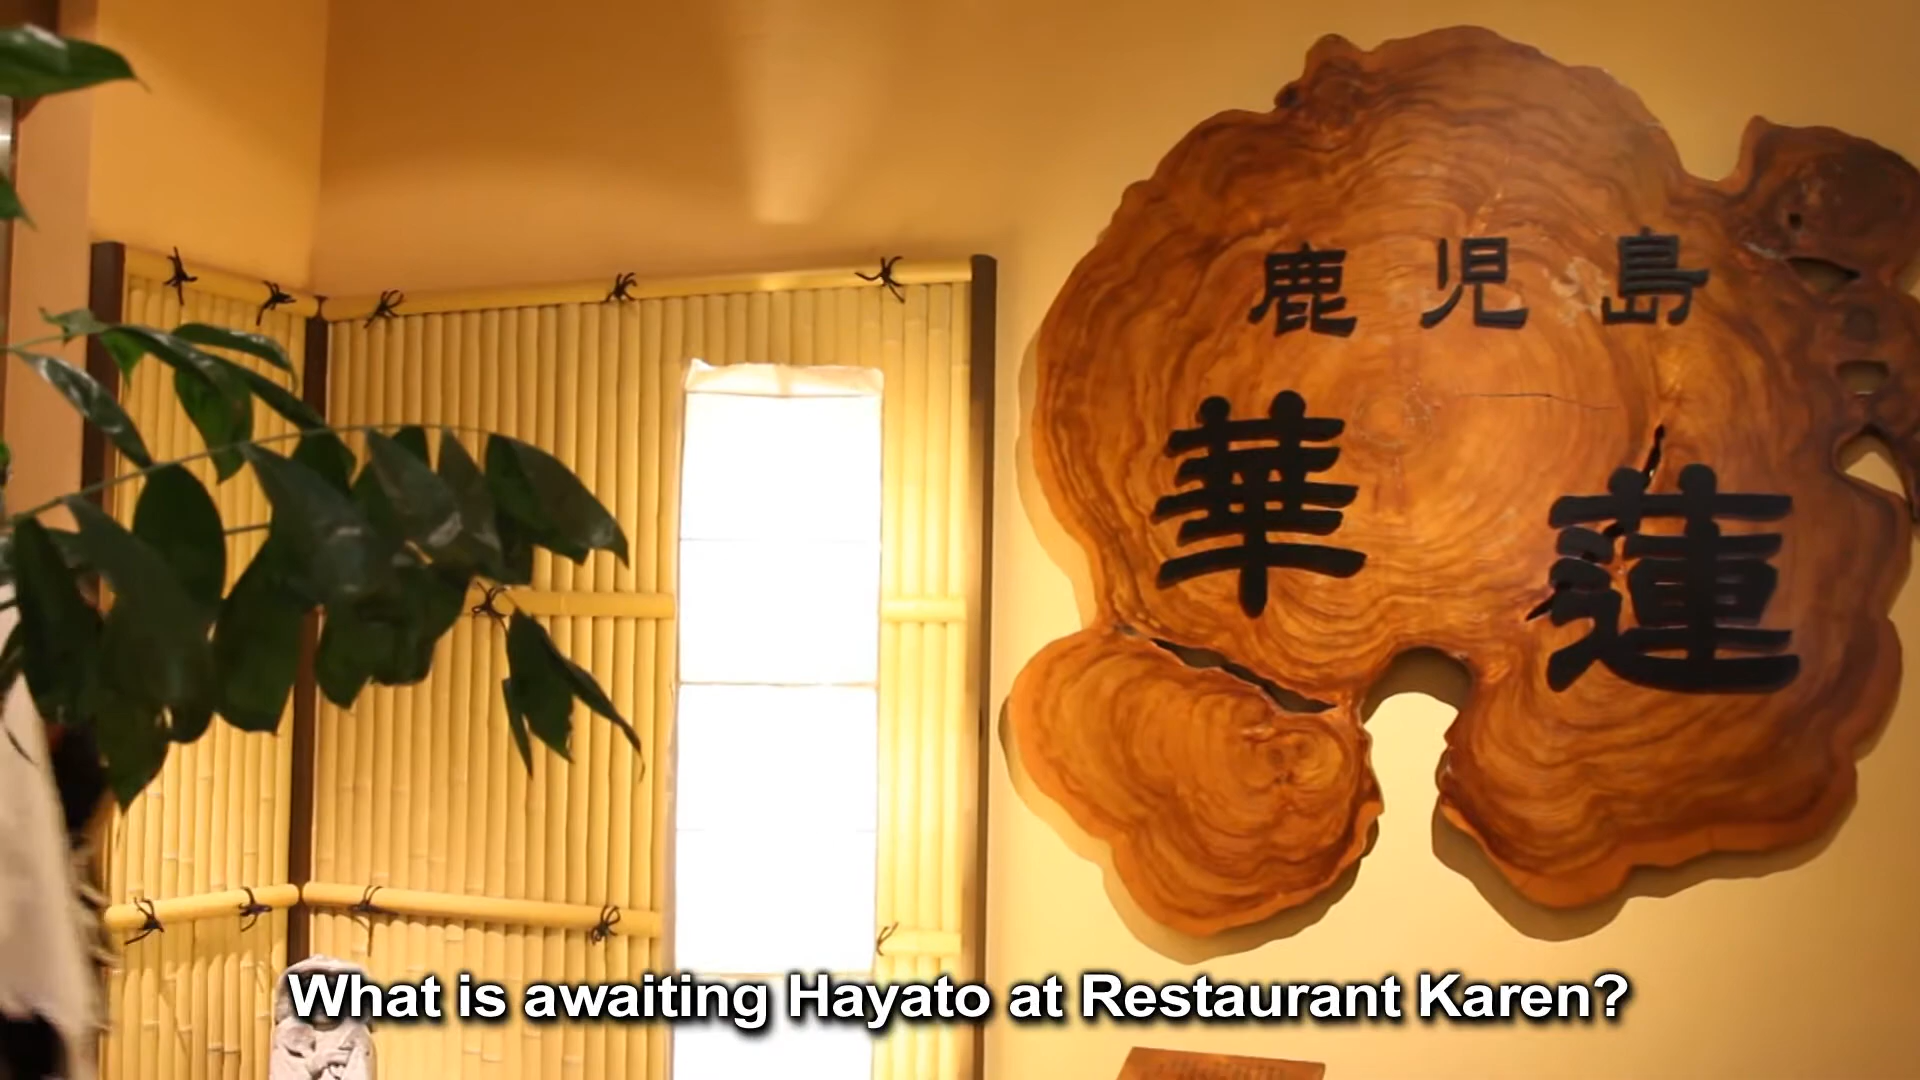 鹿児島
華蓮
What is awaiting Hayato at Restaurant Karen?